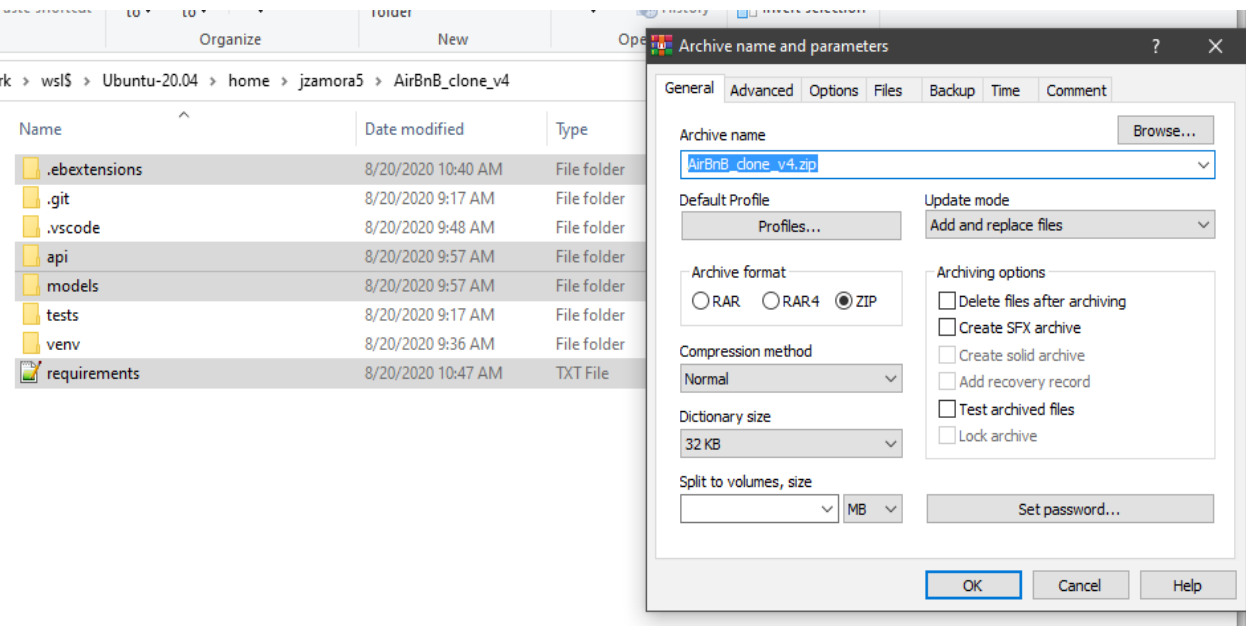 Organize
New
folder
History
Invert selection
rk > wsl$ > Ubuntu-20.04 > home > jzamora5 > AirBnB_clone_v4
Name Date modified Type
.ebextensions 8/20/2020 10:40 AM File folder
.git 8/20/2020 9:17 AM File folder
.vscode 8/20/2020 9:48 AM File folder
api 8/20/2020 9:57 AM File folder
models 8/20/2020 9:57 AM File folder
tests 8/20/2020 9:17 AM File folder
venv 8/20/2020 9:36 AM File folder
requirements 8/20/2020 10:47 AM TXT File
Archive name and parameters
General Advanced Options Files Backup Time Comment
Archive name
Browse...
AirBnB_clone_v4.zip
Default Profile
Profiles...
Update mode
Add and replace files
Archive format
RAR RAR4 ZIP
Compression method
Normal
Dictionary size
32 KB
Split to volumes, size
MB
Archiving options
Delete files after archiving
Create SFX archive
Create solid archive
Add recovery record
Test archived files
Lock archive
Set password...
OK Cancel Help